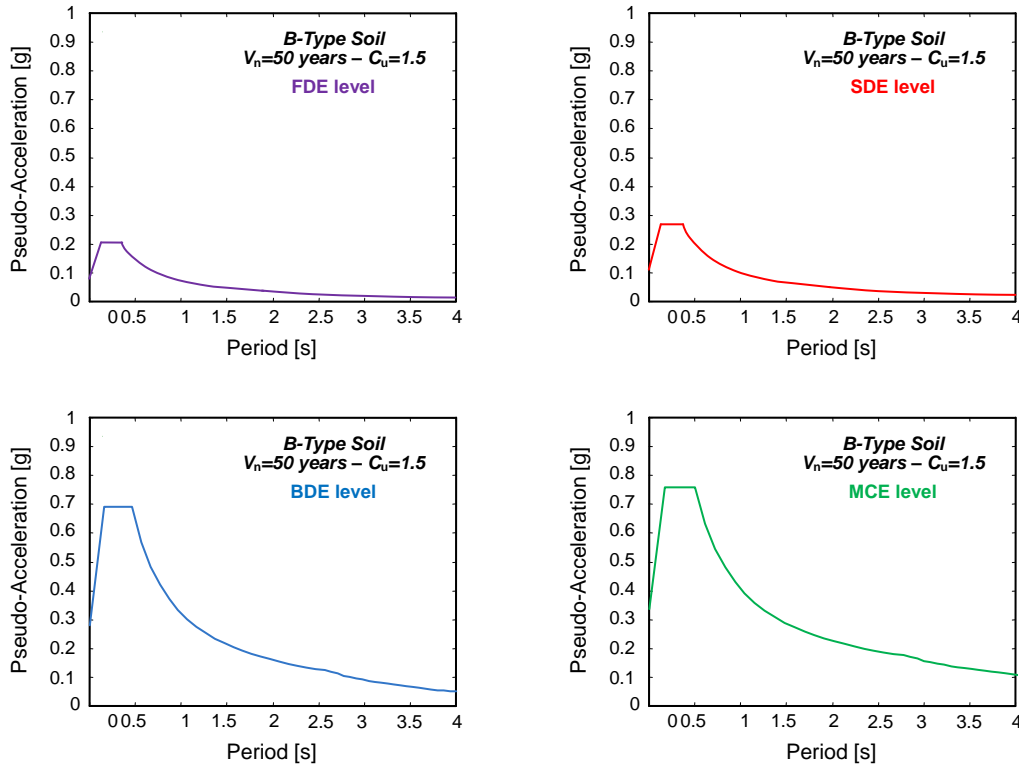 Pseudo-Acceleration [g]
1
0.9
0.8
0.7
0.6
0.5
0.4
0.3
0.2
0.1
0
B-Type Soil
Vn=50 years – Cu=1.5
FDE level
0 0.5 1 1.5 2 2.5 3 3.5 4
Period [s]
Pseudo-Acceleration [g]
1
0.9
0.8
0.7
0.6
0.5
0.4
0.3
0.2
0.1
0
B-Type Soil
Vn=50 years – Cu=1.5
SDE level
0 0.5 1 1.5 2 2.5 3 3.5 4
Period [s]
Pseudo-Acceleration [g]
1
0.9
0.8
0.7
0.6
0.5
0.4
0.3
0.2
0.1
0
B-Type Soil
Vn=50 years – Cu=1.5
BDE level
0 0.5 1 1.5 2 2.5 3 3.5 4
Period [s]
Pseudo-Acceleration [g]
1
0.9
0.8
0.7
0.6
0.5
0.4
0.3
0.2
0.1
0
B-Type Soil
Vn=50 years – Cu=1.5
MCE level
0 0.5 1 1.5 2 2.5 3 3.5 4
Period [s]